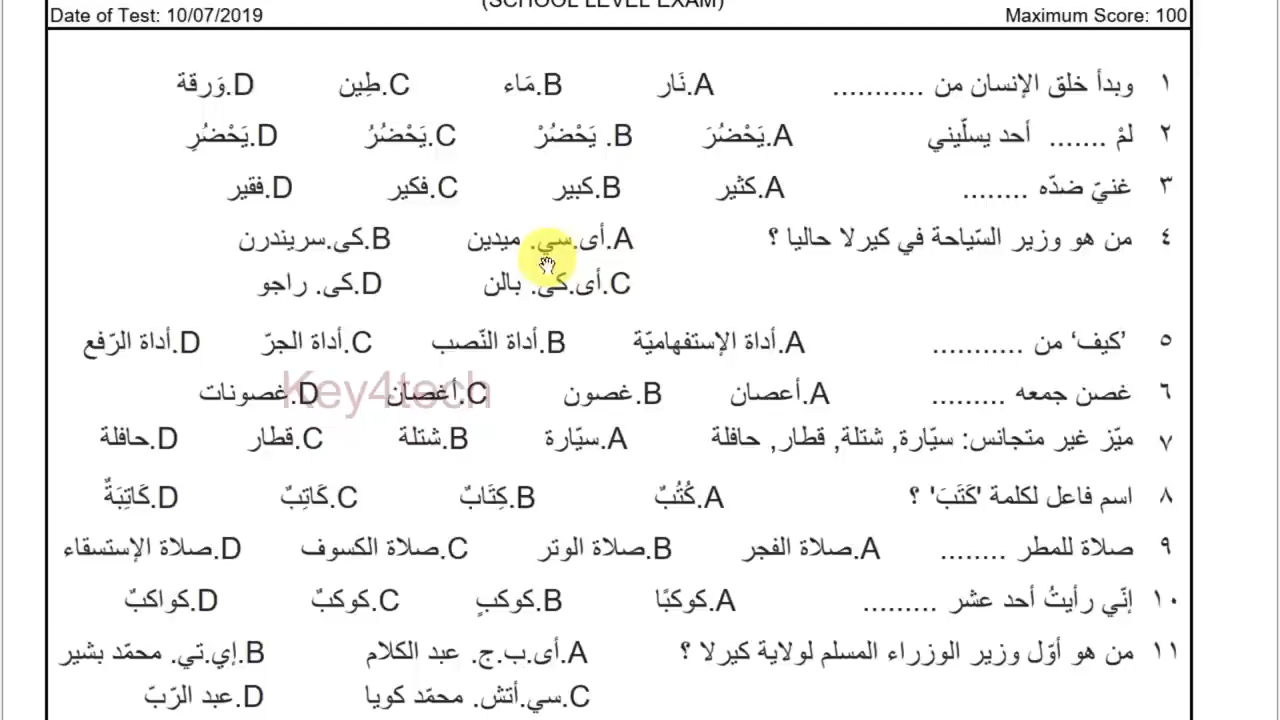 (SCHOOL LEVEL EXAM)
Date of Test: 10/07/2019 Maximum Score: 100
١ وبدأ خلق الإنسان من ........... A.نَار B.مَاء C.طِين D.وَرقة
٢ لمْ ....... أحد يسلّيني A.يَحْضُرَ B. يَحْضُرْ C.يَحْضُرُ D.يَحْضُرِ
٣ غنيّ ضدّه ........ A.كثير B.كبير C.فكير D.فقير
٤ من هو وزير السّياحة في كيرلا حاليا ؟ A.أى.سي. ميدين B.كى.سريندرن
C.أى.كى. بالن D.كى. راجو
٥ ’كيف‘ من ........... A.أداة الإستفهاميّة B.أداة النّصب C.أداة الجرّ D.أداة الرّفع
٦ غصن جمعه ......... A.أعصان B.غصون C.أغصان D.غصونات
Key4tech
٧ ميّز غير متجانس: سيّارة, شتلة, قطار, حافلة A.سيّارة B.شتلة C.قطار D.حافلة
٨ اسم فاعل لكلمة 'كَتَبَ' ؟ A.كُتُبٌ B.كِتَابٌ C.كَاتِبٌ D.كَاتِبَةٌ
٩ صلاة للمطر ........ A.صلاة الفجر B.صلاة الوتر C.صلاة الكسوف D.صلاة الإستسقاء
١٠ إنّي رأيتُ أحد عشر ......... A.كوكبًا B.كوكبٍ C.كوكبٌ D.كواكبٌ
١١ من هو أوّل وزير الوزراء المسلم لولاية كيرلا ؟ A.أى.ب.ج. عبد الكلام B.إي.تي. محمّد بشير
C.سي.أتش. محمّد كويا D.عبد الرّبّ